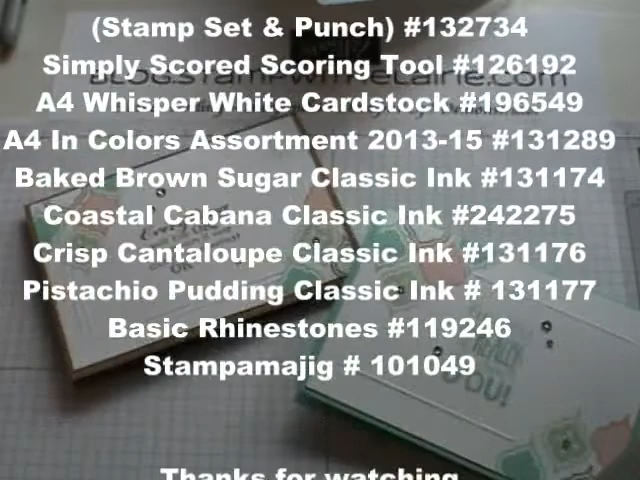 (Stamp Set & Punch) #132734
Simply Scored Scoring Tool #126192
A4 Whisper White Cardstock #196549
A4 In Colors Assortment 2013-15 #131289
Baked Brown Sugar Classic Ink #131174
Coastal Cabana Classic Ink #242275
Crisp Cantaloupe Classic Ink #131176
Pistachio Pudding Classic Ink # 131177
Basic Rhinestones #119246
Stampamajig # 101049
Thanks for watching